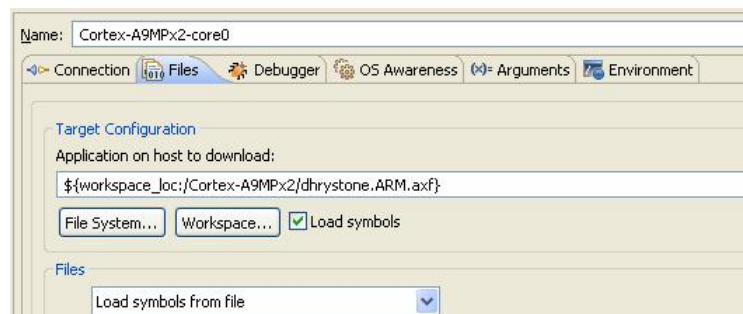 Name: Cortex-A9MPx2-core0
Connection Files Debugger OS Awareness (x)= Arguments Environment
Target Configuration
Application on host to download:
${workspace_loc:/Cortex-A9MPx2/dhrystone.ARM.axf}
File System... Workspace... Load symbols
Files
Load symbols from file